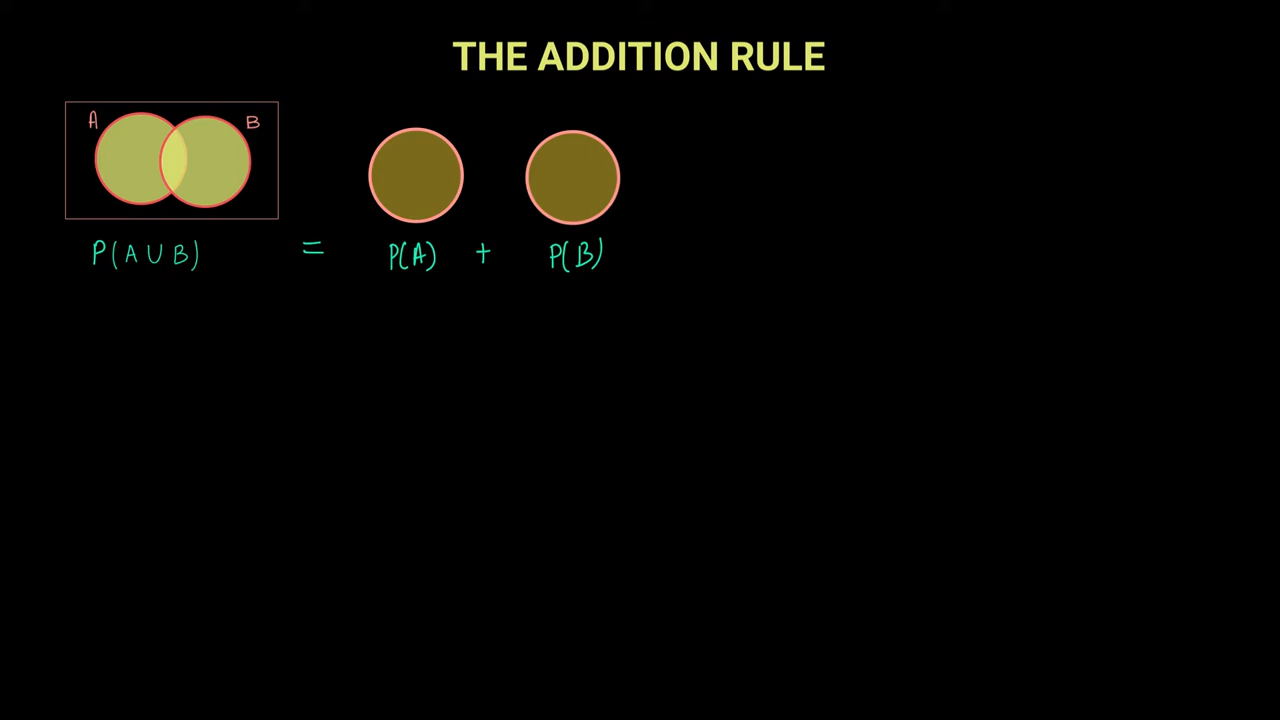 THE ADDITION RULE
A B
P(A ∪ B) = P(A) + P(B)